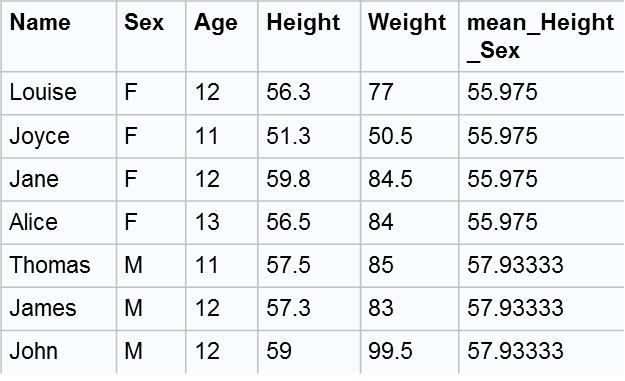 Name Sex Age Height Weight mean_Height
_Sex
Louise F 12 56.3 77 55.975
Joyce F 11 51.3 50.5 55.975
Jane F 12 59.8 84.5 55.975
Alice F 13 56.5 84 55.975
Thomas M 11 57.5 85 57.93333
James M 12 57.3 83 57.93333
John M 12 59 99.5 57.93333